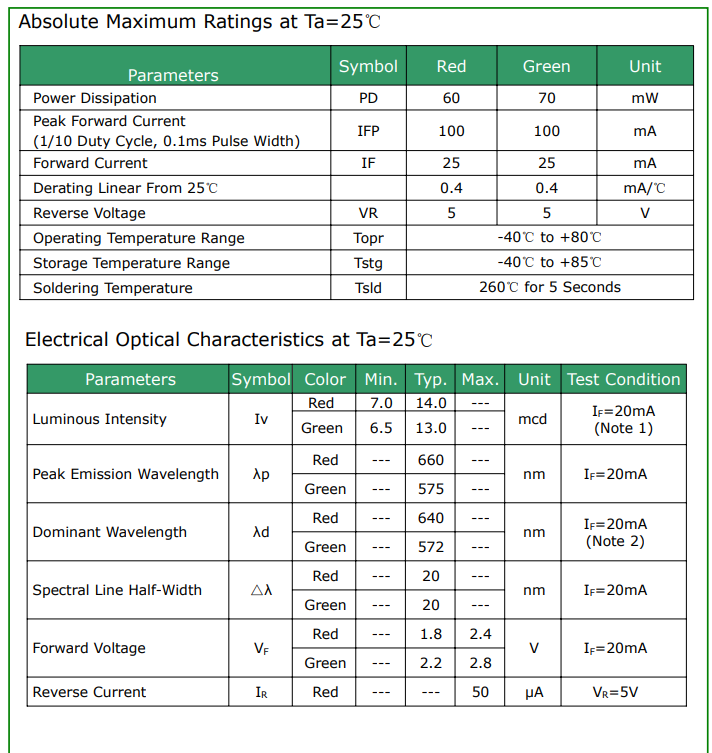 Absolute Maximum Ratings at Ta=25℃
Parameters Symbol Red Green Unit
Power Dissipation PD 60 70 mW
Peak Forward Current
(1/10 Duty Cycle, 0.1ms Pulse Width) IFP 100 100 mA
Forward Current IF 25 25 mA
Derating Linear From 25℃ 0.4 0.4 mA/℃
Reverse Voltage VR 5 5 V
Operating Temperature Range Topr -40℃ to +80℃
Storage Temperature Range Tstg -40℃ to +85℃
Soldering Temperature Tsld 260℃ for 5 Seconds
Electrical Optical Characteristics at Ta=25℃
Parameters Symbol Color Min. Typ. Max. Unit Test Condition
Luminous Intensity Iv Red 7.0 14.0 --- mcd IF=20mA
Green 6.5 13.0 --- (Note 1)
Peak Emission Wavelength λp Red --- 660 --- nm IF=20mA
Green --- 575 ---
Dominant Wavelength λd Red --- 640 --- nm IF=20mA
Green --- 572 --- (Note 2)
Spectral Line Half-Width △λ Red --- 20 --- nm IF=20mA
Green --- 20 ---
Forward Voltage VF Red --- 1.8 2.4 V IF=20mA
Green --- 2.2 2.8
Reverse Current IR Red --- --- 50 µA VR=5V